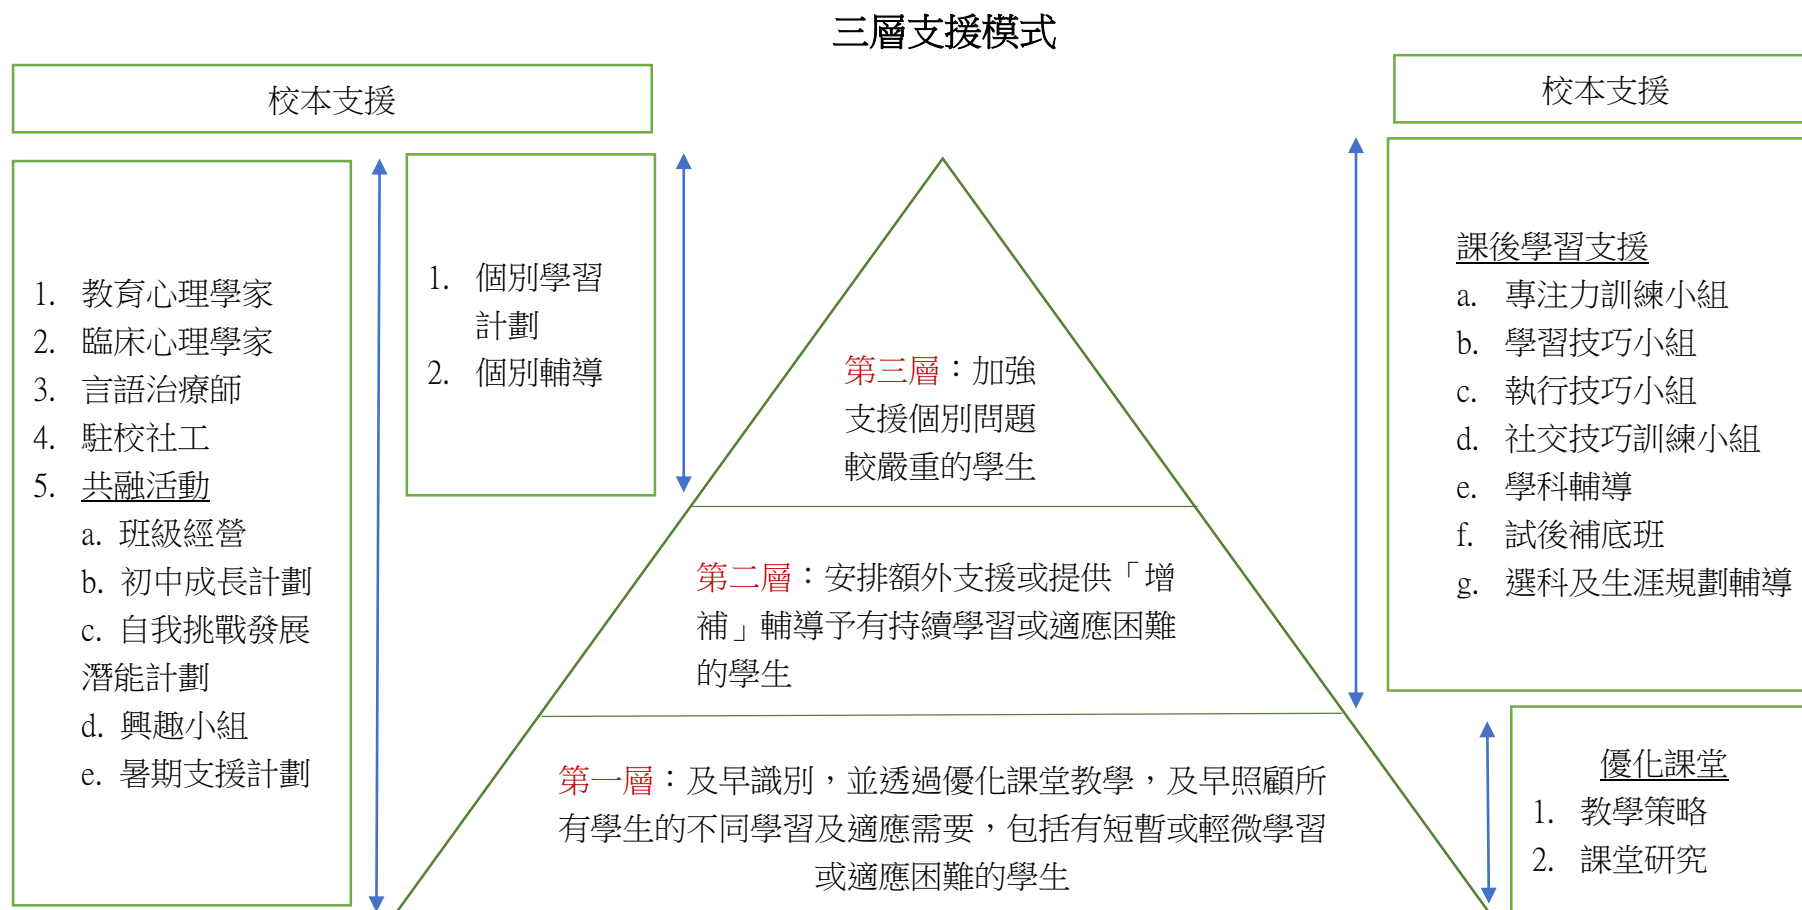 三層支援模式
校本支援
1. 教育心理學家
2. 臨床心理學家
3. 言語治療師
4. 駐校社工
5. 共融活動
a. 班級經營
b. 初中成長計劃
c. 自我挑戰發展
潛能計劃
d. 興趣小組
e. 暑期支援計劃
1. 個別學習
計劃
2. 個別輔導
第三層：加強
支援個別問題
較嚴重的學生
第二層：安排額外支援或提供「增
補」輔導予有持續學習或適應困難
的學生
第一層：及早識別，並透過優化課堂教學，及早照顧所
有學生的不同學習及適應需要，包括有短暫或輕微學習
或適應困難的學生
校本支援
課後學習支援
a. 專注力訓練小組
b. 學習技巧小組
c. 執行技巧小組
d. 社交技巧訓練小組
e. 學科輔導
f. 試後補底班
g. 選科及生涯規劃輔導
優化課堂
1. 教學策略
2. 課堂研究